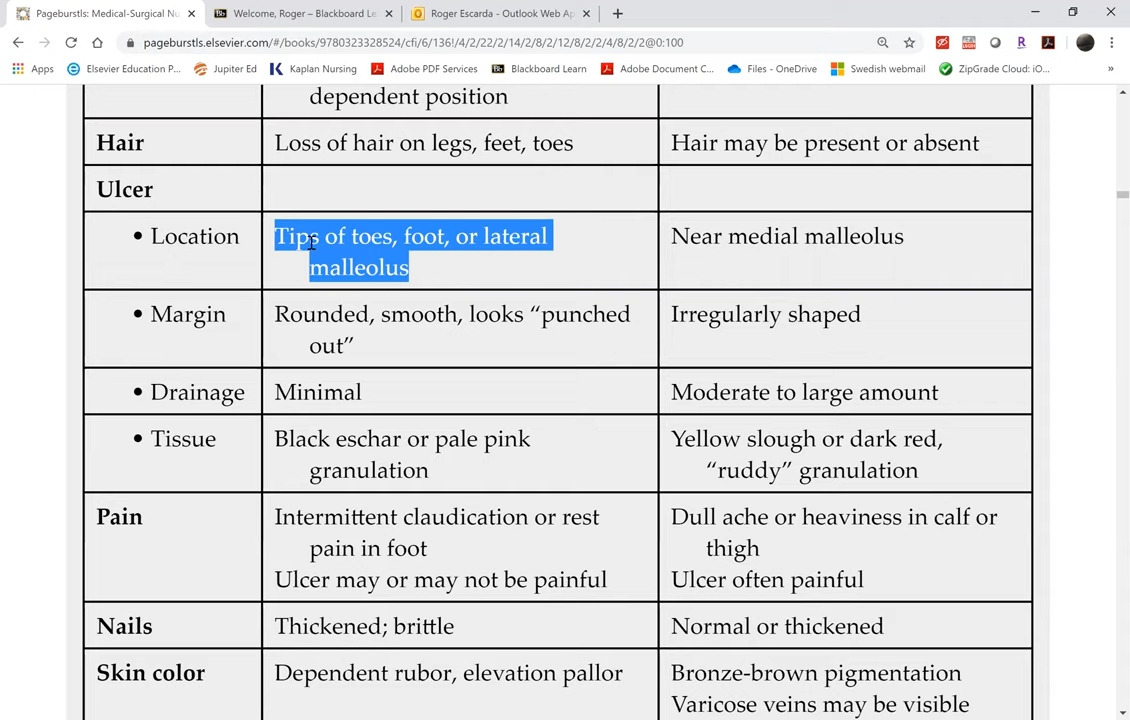 Pageburstls: Medical-Surgical Nu
Welcome, Roger – Blackboard Le
Roger Escarda - Outlook Web Ap
pageburstls.elsevier.com/#/books/9780323328524/cfi/6/136!/4/2/22/2/14/2/8/2/12/8/2/2/4/8/2/2@0:100
Apps
Elsevier Education P...
Jupiter Ed
Kaplan Nursing
Adobe PDF Services
Blackboard Learn
Adobe Document C...
Files - OneDrive
Swedish webmail
ZipGrade Cloud: iO...
»
dependent position
Hair
Loss of hair on legs, feet, toes
Hair may be present or absent
Ulcer
• Location
Tips of toes, foot, or lateral
malleolus
Near medial malleolus
• Margin
Rounded, smooth, looks “punched
out”
Irregularly shaped
• Drainage
Minimal
Moderate to large amount
• Tissue
Black eschar or pale pink
granulation
Yellow slough or dark red,
“ruddy” granulation
Pain
Intermittent claudication or rest
pain in foot
Ulcer may or may not be painful
Dull ache or heaviness in calf or
thigh
Ulcer often painful
Nails
Thickened; brittle
Normal or thickened
Skin color
Dependent rubor, elevation pallor
Bronze-brown pigmentation
Varicose veins may be visible